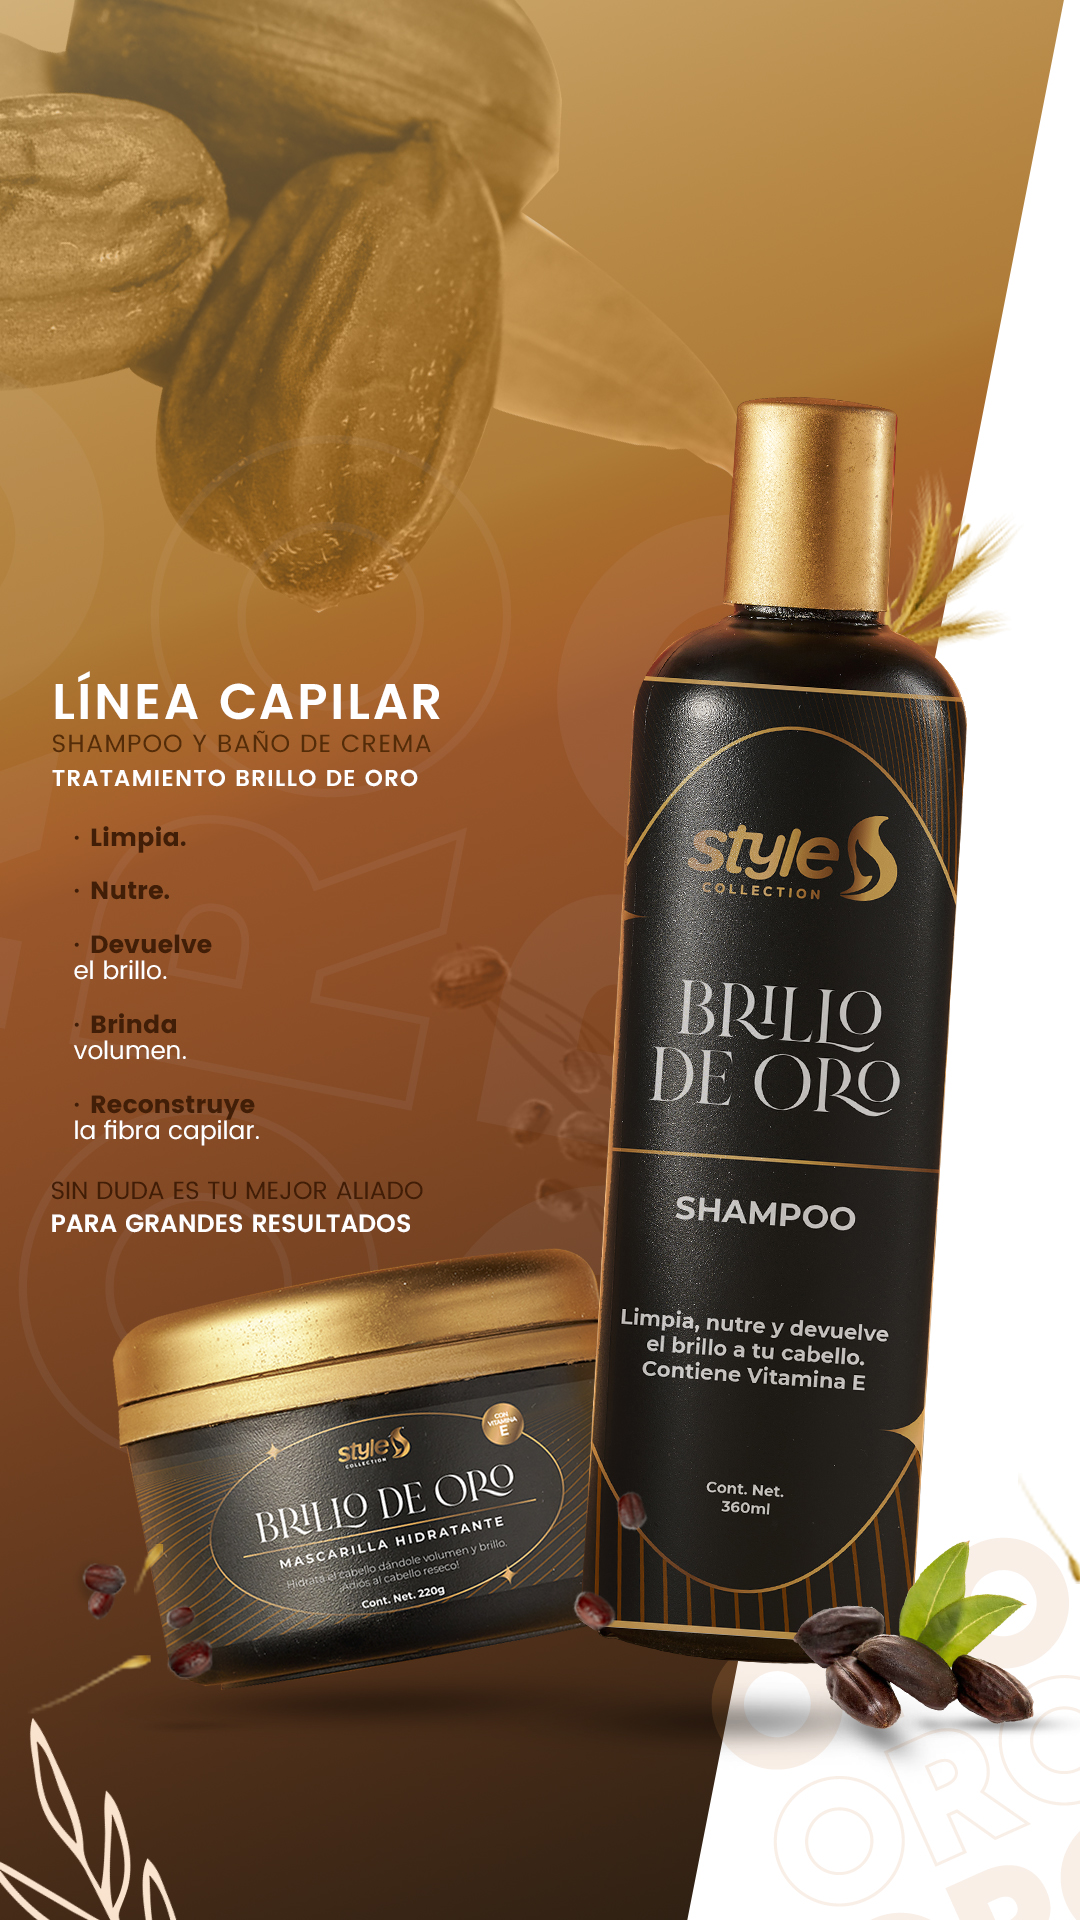 LÍNEA CAPILAR
SHAMPOO Y BAÑO DE CREMA
TRATAMIENTO BRILLO DE ORO
· Limpia.
· Nutre.
· Devuelve
el brillo.
· Brinda
volumen.
· Reconstruye
la fibra capilar.
SIN DUDA ES TU MEJOR ALIADO
PARA GRANDES RESULTADOS
style
COLLECTION
BRILLO
DE ORO
SHAMPOO
Limpia, nutre y devuelve
el brillo a tu cabello.
Contiene Vitamina E
Cont. Net.
360ml
CON
VITAMINA
E
style
COLLECTION
BRILLO DE ORO
MASCARILLA HIDRATANTE
Hidrata el cabello dándole volumen y brillo.
¡Adiós al cabello reseco!
Cont. Net. 220g
ORO